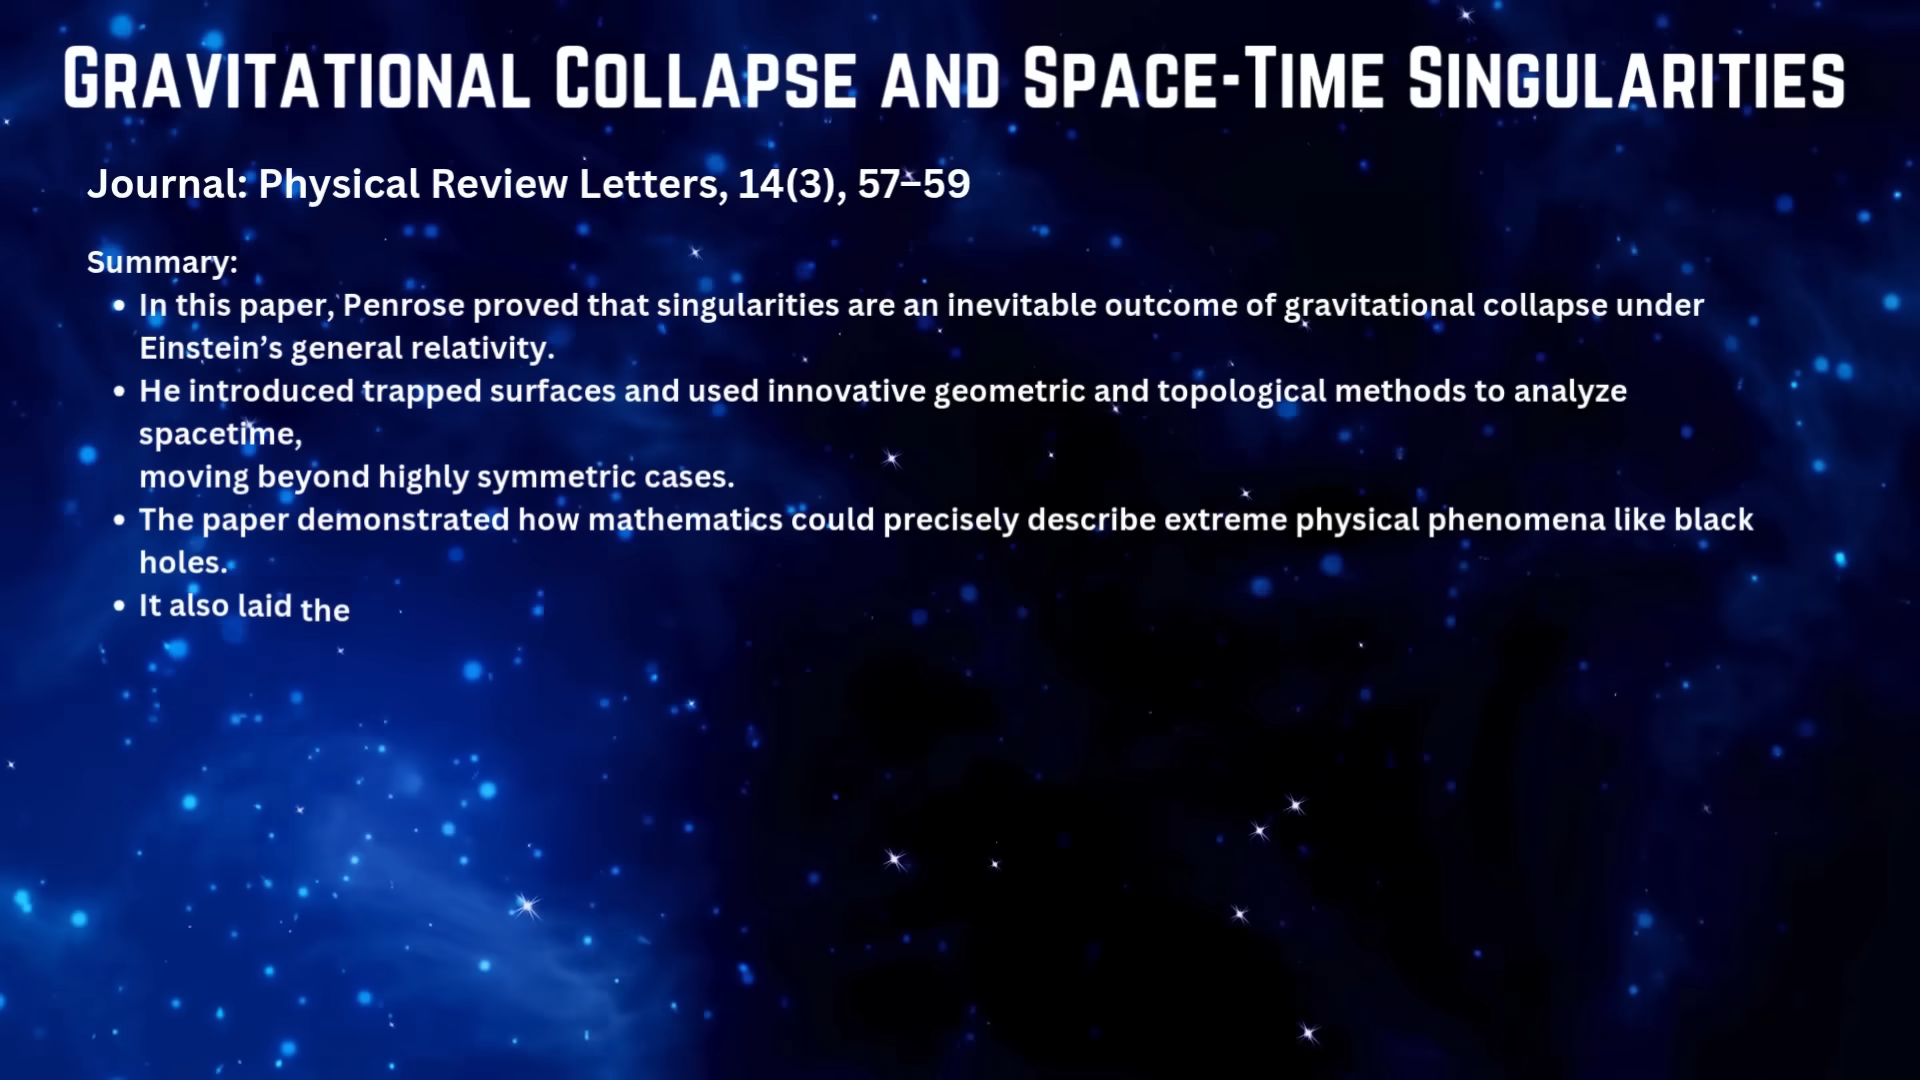 Gravitational Collapse and Space-Time Singularities
Journal: Physical Review Letters, 14(3), 57–59
Summary:
• In this paper, Penrose proved that singularities are an inevitable outcome of gravitational collapse under
Einstein’s general relativity.
• He introduced trapped surfaces and used innovative geometric and topological methods to analyze
spacetime,
moving beyond highly symmetric cases.
• The paper demonstrated how mathematics could precisely describe extreme physical phenomena like black
holes.
• It also laid the